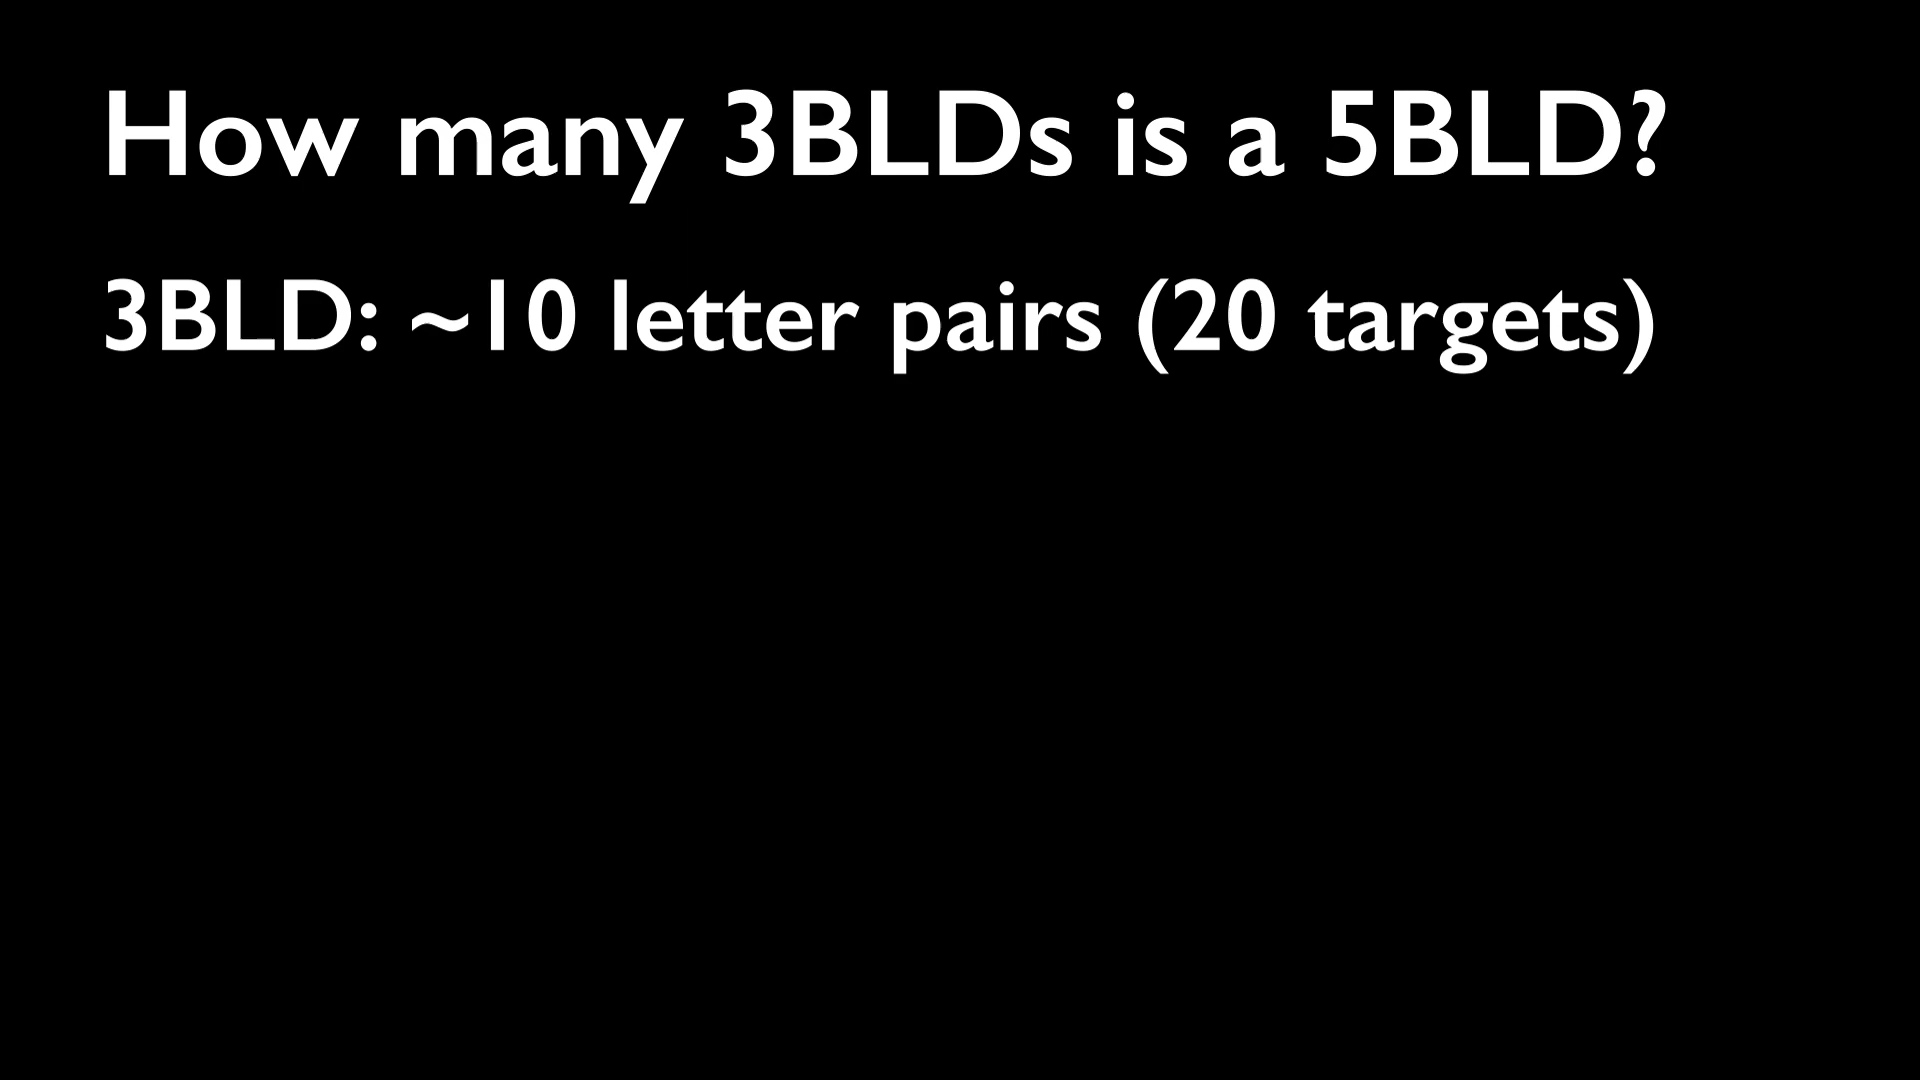 How many 3BLDs is a 5BLD?
3BLD: ~10 letter pairs (20 targets)